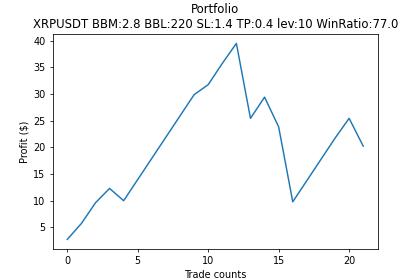 Portfolio
XRPUSDT BBM:2.8 BBL:220 SL:1.4 TP:0.4 lev:10 WinRatio:77.0
40
35
30
25
20
15
10
5
Profit ($)
0 5 10 15 20
Trade counts